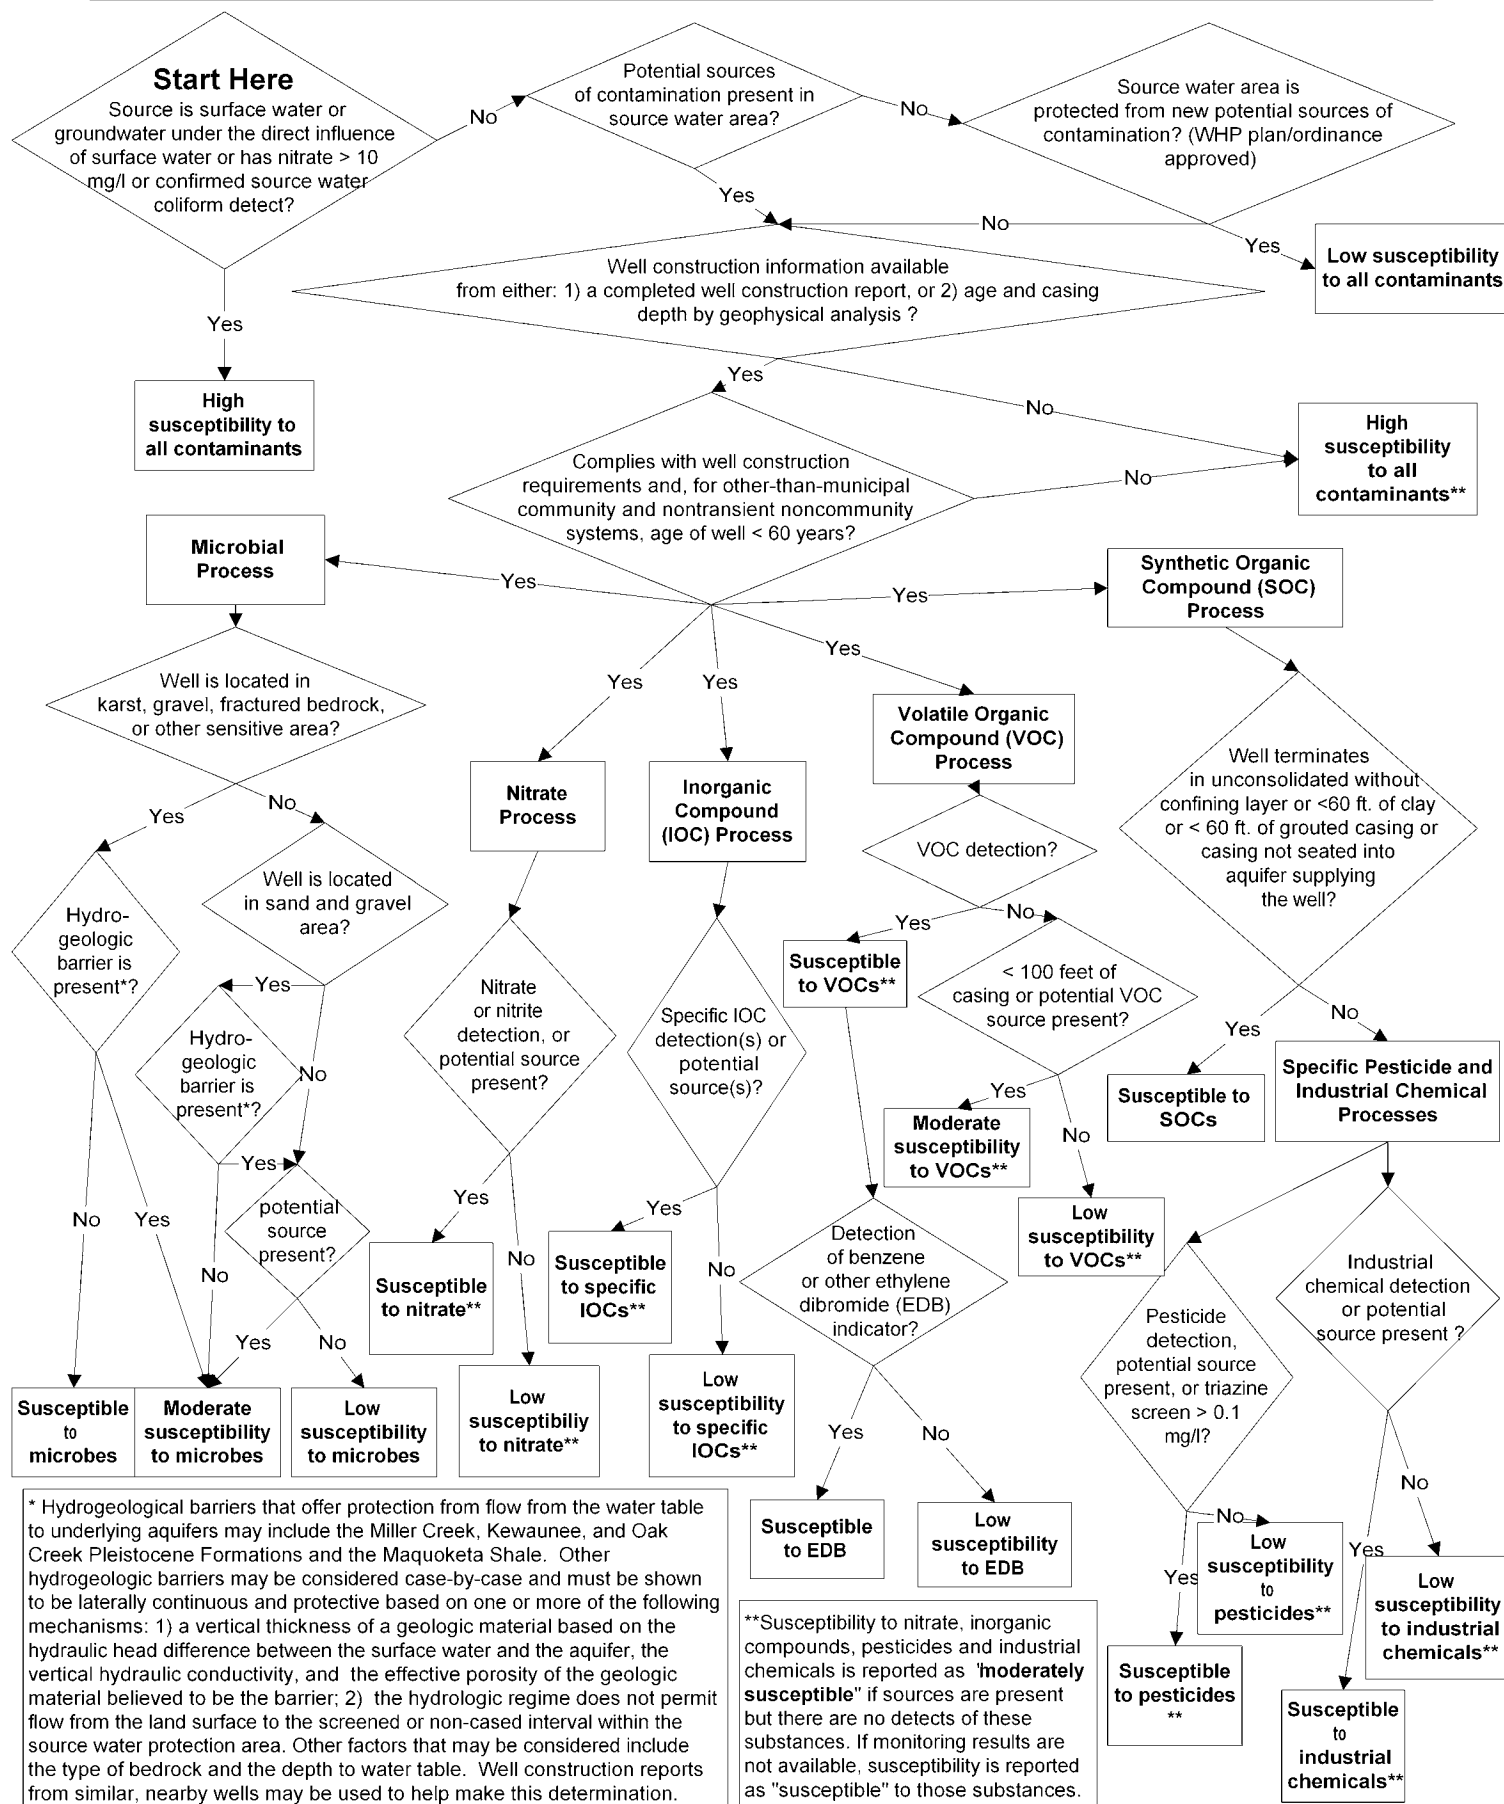 Start Here
Source is surface water or
groundwater under the direct influence
of surface water or has nitrate > 10
mg/l or confirmed source water
coliform detect?
No
Potential sources
of contamination present in
source water area?
No
Source water area is
protected from new potential sources of
contamination? (WHP plan/ordinance
approved)
Yes
No
Yes
Low susceptibility
to all contaminants
Well construction information available
from either: 1) a completed well construction report, or 2) age and casing
depth by geophysical analysis ?
Yes
High
susceptibility to
all contaminants
Yes
No
High
susceptibility
to all
contaminants**
Complies with well construction
requirements and, for other-than-municipal
community and nontransient noncommunity
systems, age of well < 60 years?
No
Microbial
Process
Yes
Yes
Synthetic Organic
Compound (SOC)
Process
Yes
Yes
Yes
Well is located in
karst, gravel, fractured bedrock,
or other sensitive area?
Volatile Organic
Compound (VOC)
Process
Nitrate
Process
Inorganic
Compound
(IOC) Process
Well terminates
in unconsolidated without
confining layer or <60 ft. of clay
or < 60 ft. of grouted casing or
casing not seated into
aquifer supplying
the well?
Yes
No
VOC detection?
Well is located
in sand and gravel
area?
Hydro-
geologic
barrier is
present*?
Yes
No
Susceptible
to VOCs**
< 100 feet of
casing or potential VOC
source present?
Yes
No
Hydro-
geologic
barrier is
present*?
Nitrate
or nitrite
detection, or
potential source
present?
Specific IOC
detection(s) or
potential
source(s)?
Yes
No
Susceptible to
SOCs
Specific Pesticide and
Industrial Chemical
Processes
Yes
No
Moderate
susceptibility
to VOCs**
Low
susceptibility
to VOCs**
Yes
potential
source
present?
No
Yes
No
Yes
No
Yes
No
Susceptible
to nitrate**
Susceptible
to specific
IOCs**
Detection
of benzene
or other ethylene
dibromide (EDB)
indicator?
Industrial
chemical detection
or potential
source present ?
Pesticide
detection,
potential source
present, or triazine
screen > 0.1
mg/l?
Yes
No
Susceptible
to
microbes
Moderate
susceptibility
to microbes
Low
susceptibility
to microbes
Low
susceptibiliy
to nitrate**
Low
susceptibility
to specific
IOCs**
Yes
No
Susceptible
to EDB
Low
susceptibility
to EDB
No
Yes
Low
susceptibility
to
pesticides**
Yes
No
Low
susceptibility
to industrial
chemicals**
Susceptible
to pesticides
**
Susceptible
to
industrial
chemicals**
* Hydrogeological barriers that offer protection from flow from the water table
to underlying aquifers may include the Miller Creek, Kewaunee, and Oak
Creek Pleistocene Formations and the Maquoketa Shale. Other
hydrogeologic barriers may be considered case-by-case and must be shown
to be laterally continuous and protective based on one or more of the following
mechanisms: 1) a vertical thickness of a geologic material based on the
hydraulic head difference between the surface water and the aquifer, the
vertical hydraulic conductivity, and the effective porosity of the geologic
material believed to be the barrier; 2) the hydrologic regime does not permit
flow from the land surface to the screened or non-cased interval within the
source water protection area. Other factors that may be considered include
the type of bedrock and the depth to water table. Well construction reports
from similar, nearby wells may be used to help make this determination.
**Susceptibility to nitrate, inorganic
compounds, pesticides and industrial
chemicals is reported as 'moderately
susceptible" if sources are present
but there are no detects of these
substances. If monitoring results are
not available, susceptibility is reported
as "susceptible" to those substances.